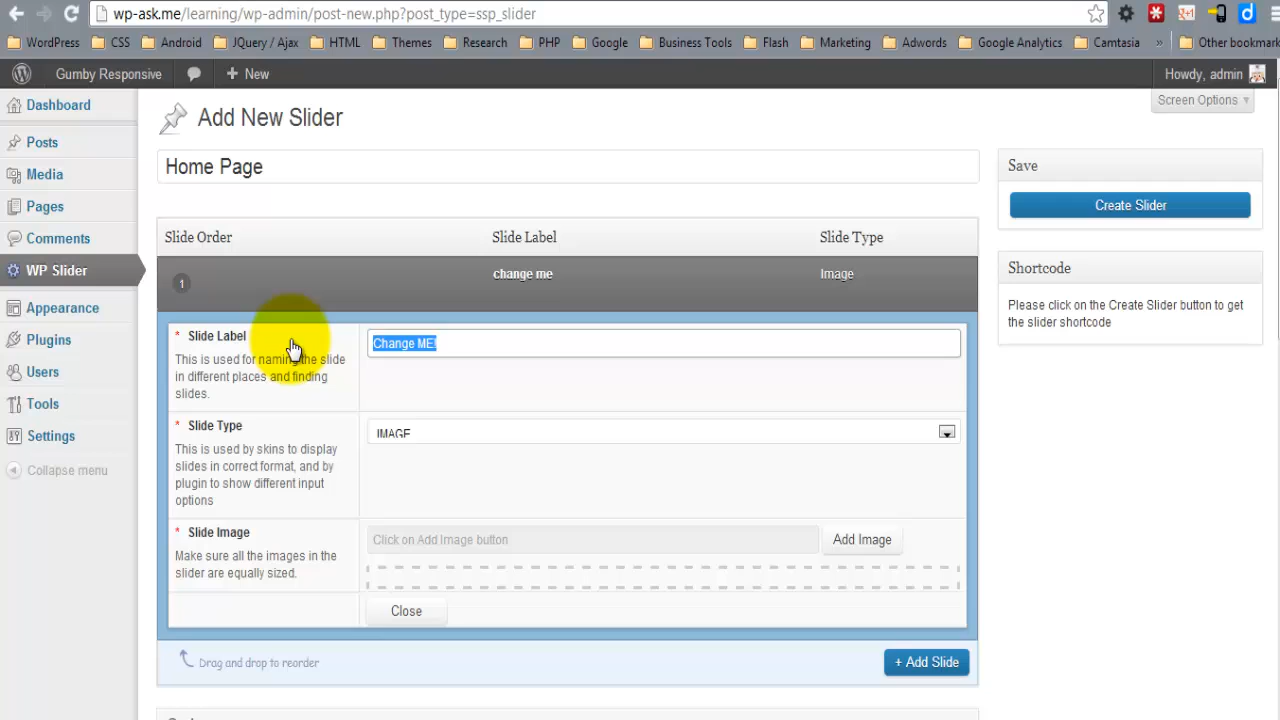 wp-ask.me/learning/wp-admin/post-new.php?post_type=ssp_slider
WordPress CSS Android JQuery / Ajax HTML Themes Research PHP Google Business Tools Flash Marketing Adwords Google Analytics Camtasia » Other bookmark
Gumby Responsive + New Howdy, admin
Screen Options
Dashboard
Posts
Media
Pages
Comments
WP Slider
Appearance
Plugins
Users
Tools
Settings
Collapse menu
Add New Slider
Home Page
Slide Order Slide Label Slide Type
1 change me Image
* Slide Label
This is used for naming the slide
in different places and finding
slides.
Change ME!
* Slide Type
This is used by skins to display
slides in correct format, and by
plugin to show different input
options
IMAGE
* Slide Image
Make sure all the images in the
slider are equally sized.
Click on Add Image button Add Image
Close
Drag and drop to reorder
+ Add Slide
Save
Create Slider
Shortcode
Please click on the Create Slider button to get
the slider shortcode